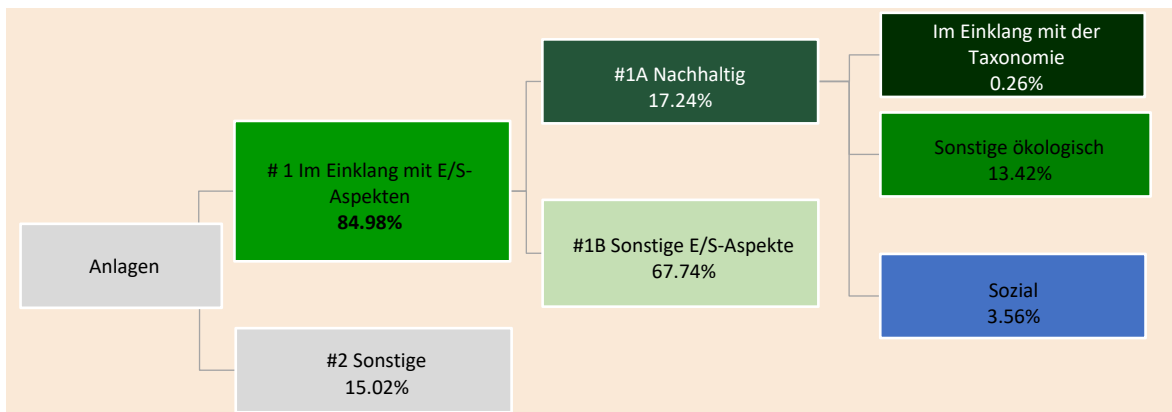 Anlagen
# 1 Im Einklang mit E/S-
Aspekten
84.98%
#2 Sonstige
15.02%
#1A Nachhaltig
17.24%
#1B Sonstige E/S-Aspekte
67.74%
Im Einklang mit der
Taxonomie
0.26%
Sonstige ökologisch
13.42%
Sozial
3.56%